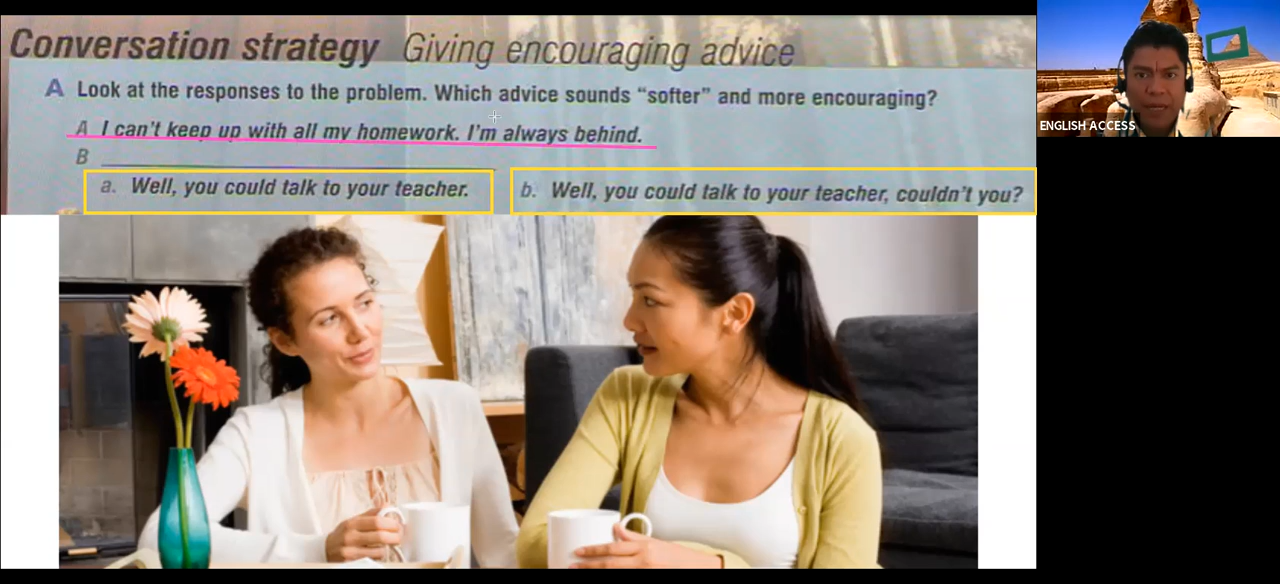 Conversation strategy Giving encouraging advice
A Look at the responses to the problem. Which advice sounds “softer” and more encouraging?
A I can't keep up with all my homework. I'm always behind.
B
a. Well, you could talk to your teacher. b. Well, you could talk to your teacher, couldn't you?
ENGLISH ACCESS